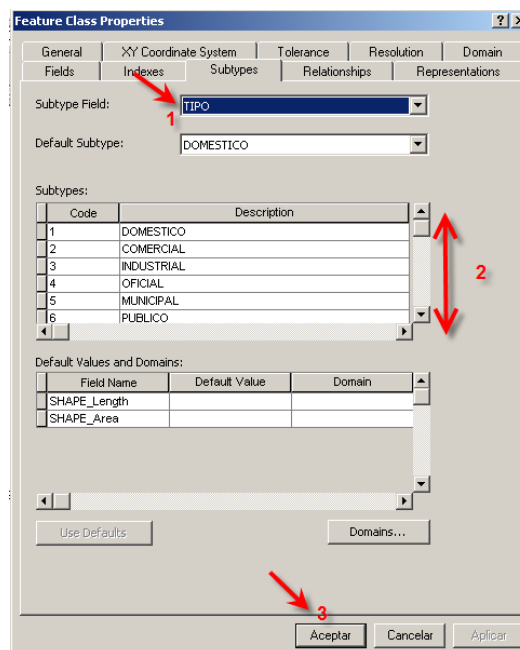 Feature Class Properties
General XY Coordinate System Tolerance Resolution Domain
Fields Indexes Subtypes Relationships Representations
Subtype Field: TIPO
1
Default Subtype: DOMESTICO
Subtypes:
Code Description
1 DOMESTICO
2 COMERCIAL
3 INDUSTRIAL
4 OFICIAL
5 MUNICIPAL
6 PUBLICO
2
Default Values and Domains:
Field Name Default Value Domain
SHAPE_Length
SHAPE_Area
Use Defaults Domains...
3
Aceptar Cancelar Aplicar